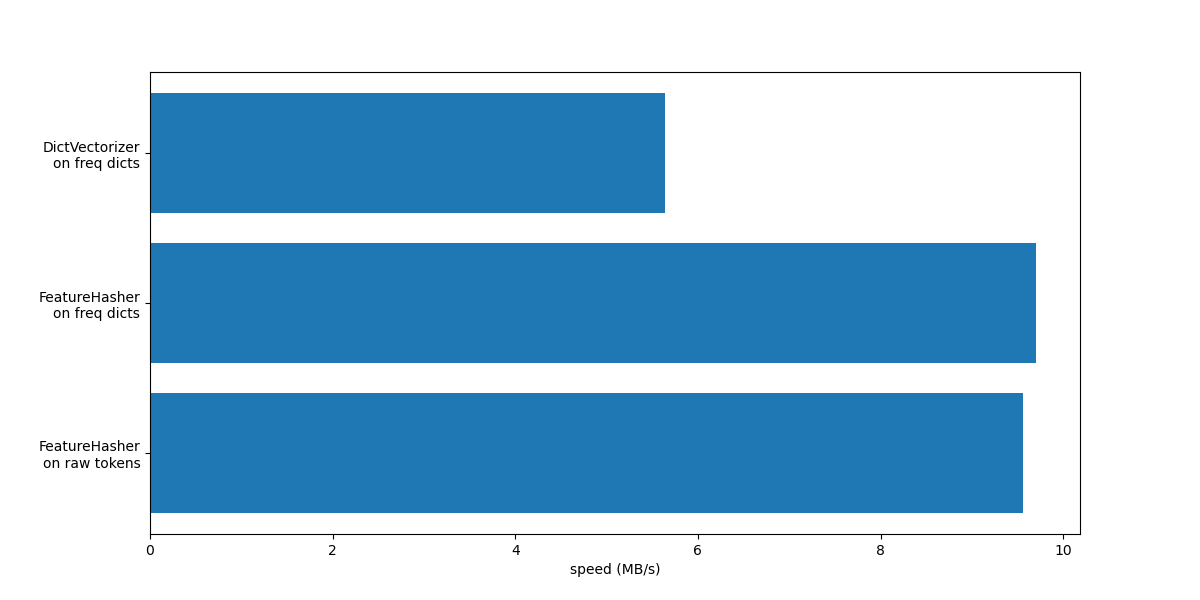 DictVectorizer
on freq dicts
FeatureHasher
on freq dicts
FeatureHasher
on raw tokens
0 2 4 6 8 10
speed (MB/s)